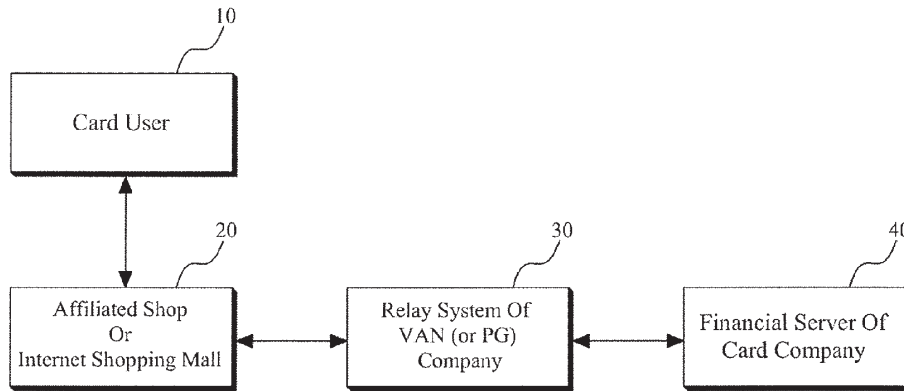 10
Card User
20
30
40
Affiliated Shop
Or
Internet Shopping Mall
Relay System Of
VAN (or PG)
Company
Financial Server Of
Card Company